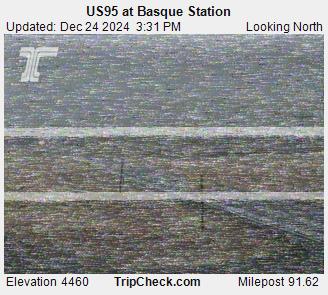 US95 at Basque Station
Updated: Dec 24 2024  3:31 PM Looking North
Elevation 4460 TripCheck.com Milepost 91.62